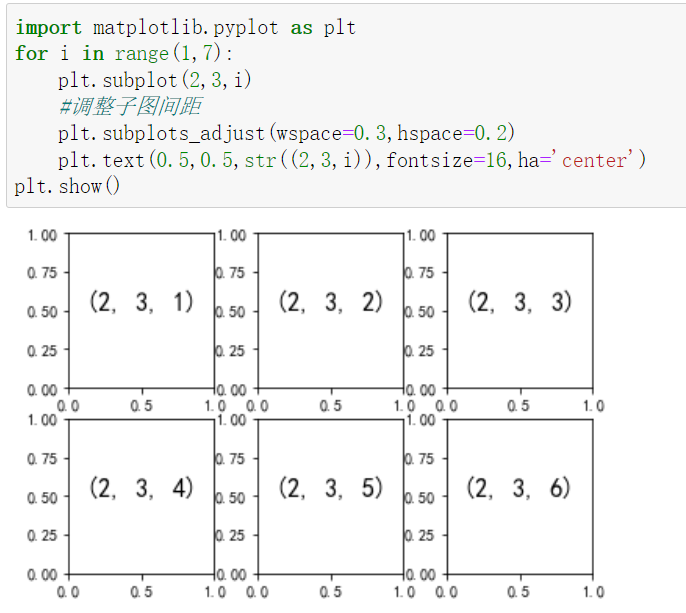 import matplotlib.pyplot as plt
for i in range(1,7):
    plt.subplot(2,3,i)
    #调整子图间距
    plt.subplots_adjust(wspace=0.3,hspace=0.2)
    plt.text(0.5,0.5,str((2,3,i)),fontsize=16,ha='center')
plt.show()
1.00 1.00 1.00
0.75 0.75 0.75
(2, 3, 1) (2, 3, 2) (2, 3, 3)
0.50 0.50 0.50
0.25 0.25 0.25
0.00 0.00 0.00
0.0 0.5 1.0 0.0 0.5 1.0 0.0 0.5 1.0
1.00 1.00 1.00
0.75 0.75 0.75
(2, 3, 4) (2, 3, 5) (2, 3, 6)
0.50 0.50 0.50
0.25 0.25 0.25
0.00 0.00 0.00
0.0 0.5 1.0 0.0 0.5 1.0 0.0 0.5 1.0